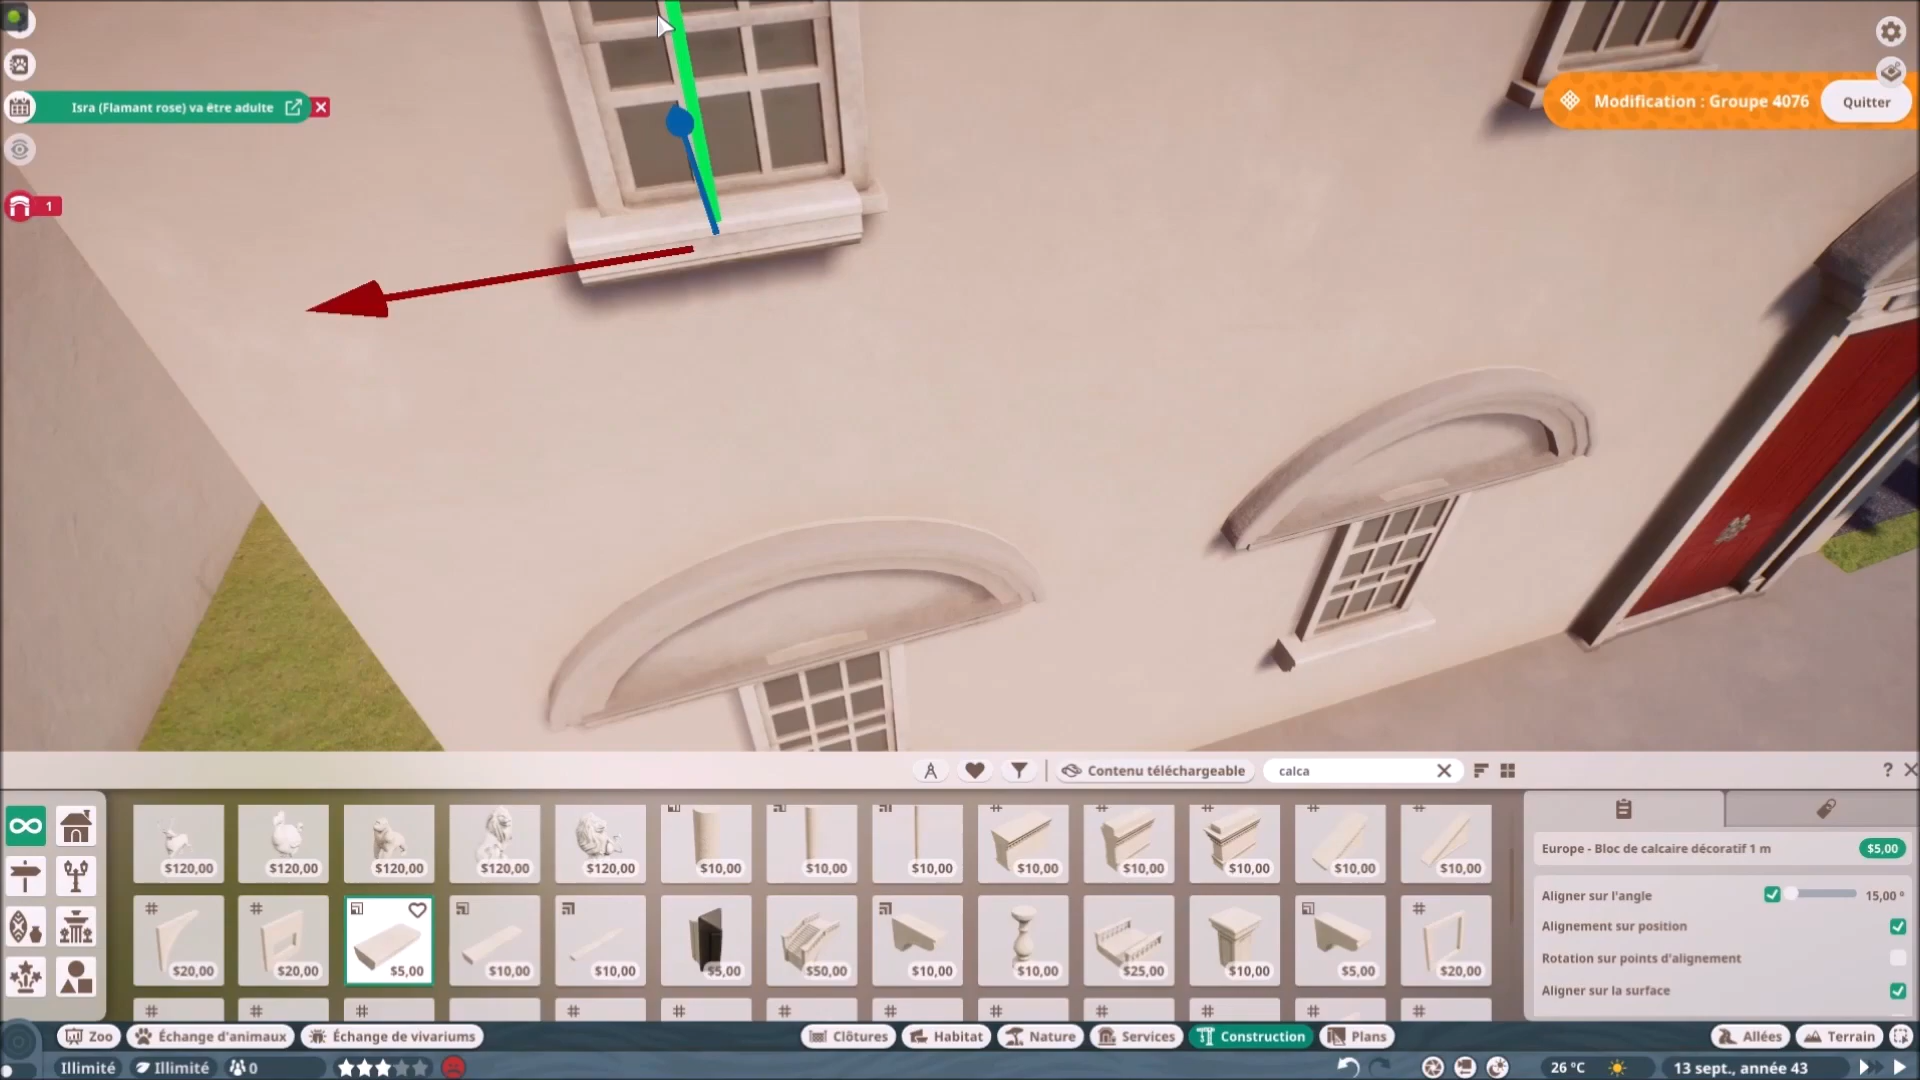 Isra (Flamant rose) va être adulte
1
Modification : Groupe 4076
Quitter
Contenu téléchargeable
calca
?
$120,00
$120,00
$120,00
$120,00
$120,00
$10,00
$10,00
$10,00
$10,00
$10,00
$10,00
$10,00
$10,00
$20,00
$20,00
$5,00
$10,00
$10,00
$5,00
$50,00
$10,00
$10,00
$25,00
$10,00
$5,00
$20,00
Europe - Bloc de calcaire décoratif 1 m
$5,00
Aligner sur l'angle
15,00 °
Alignement sur position
Rotation sur points d'alignement
Aligner sur la surface
Zoo
Échange d'animaux
Échange de vivariums
Clôtures
Habitat
Nature
Services
Construction
Plans
Allées
Terrain
Illimité
Illimité
0
26 °C
13 sept., année 43